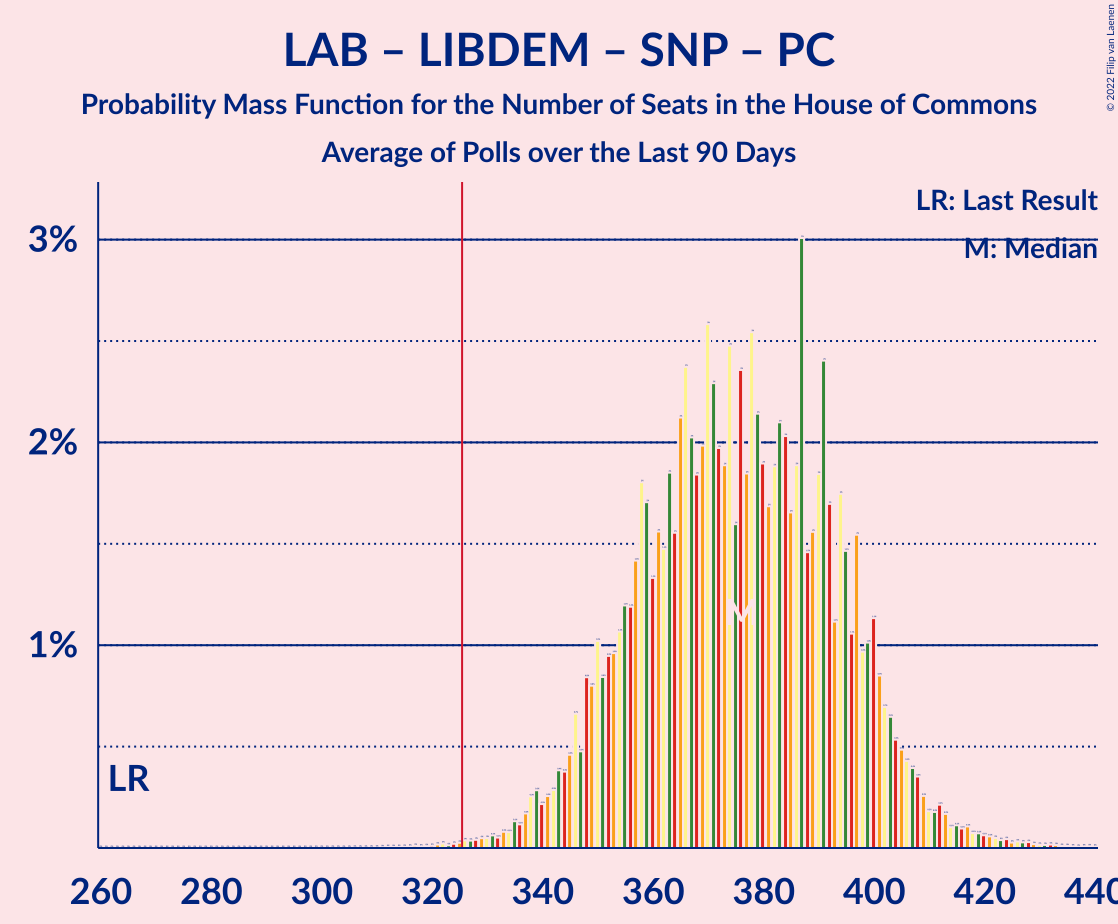 LAB – LIBDEM – SNP – PC
Probability Mass Function for the Number of Seats in the House of Commons
Average of Polls over the Last 90 Days
© 2022 Filip van Laenen
LR: Last Result
M: Median
3%
2%
1%
M
LR
260 280 300 320 340 360 380 400 420 440